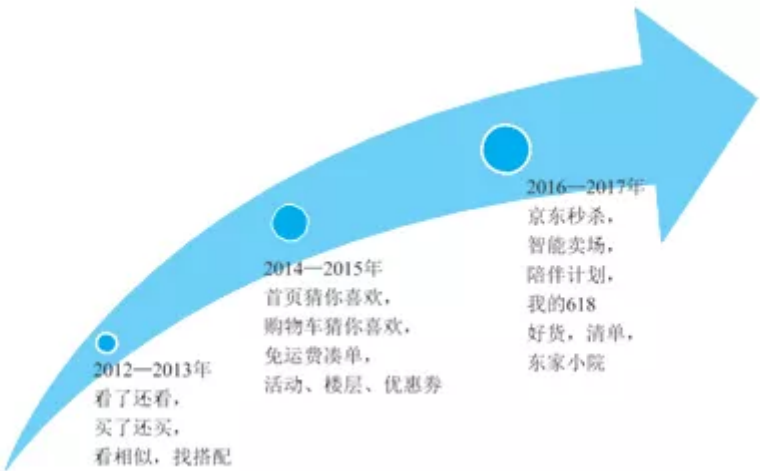 2012—2013年
看了还看，
买了还买，
看相似，找搭配
2014—2015年
首页猜你喜欢，
购物车猜你喜欢，
免运费凑单，
活动、楼层、优惠券
2016—2017年
京东秒杀，
智能卖场，
陪伴计划，
我的618
好货，清单，
东家小院